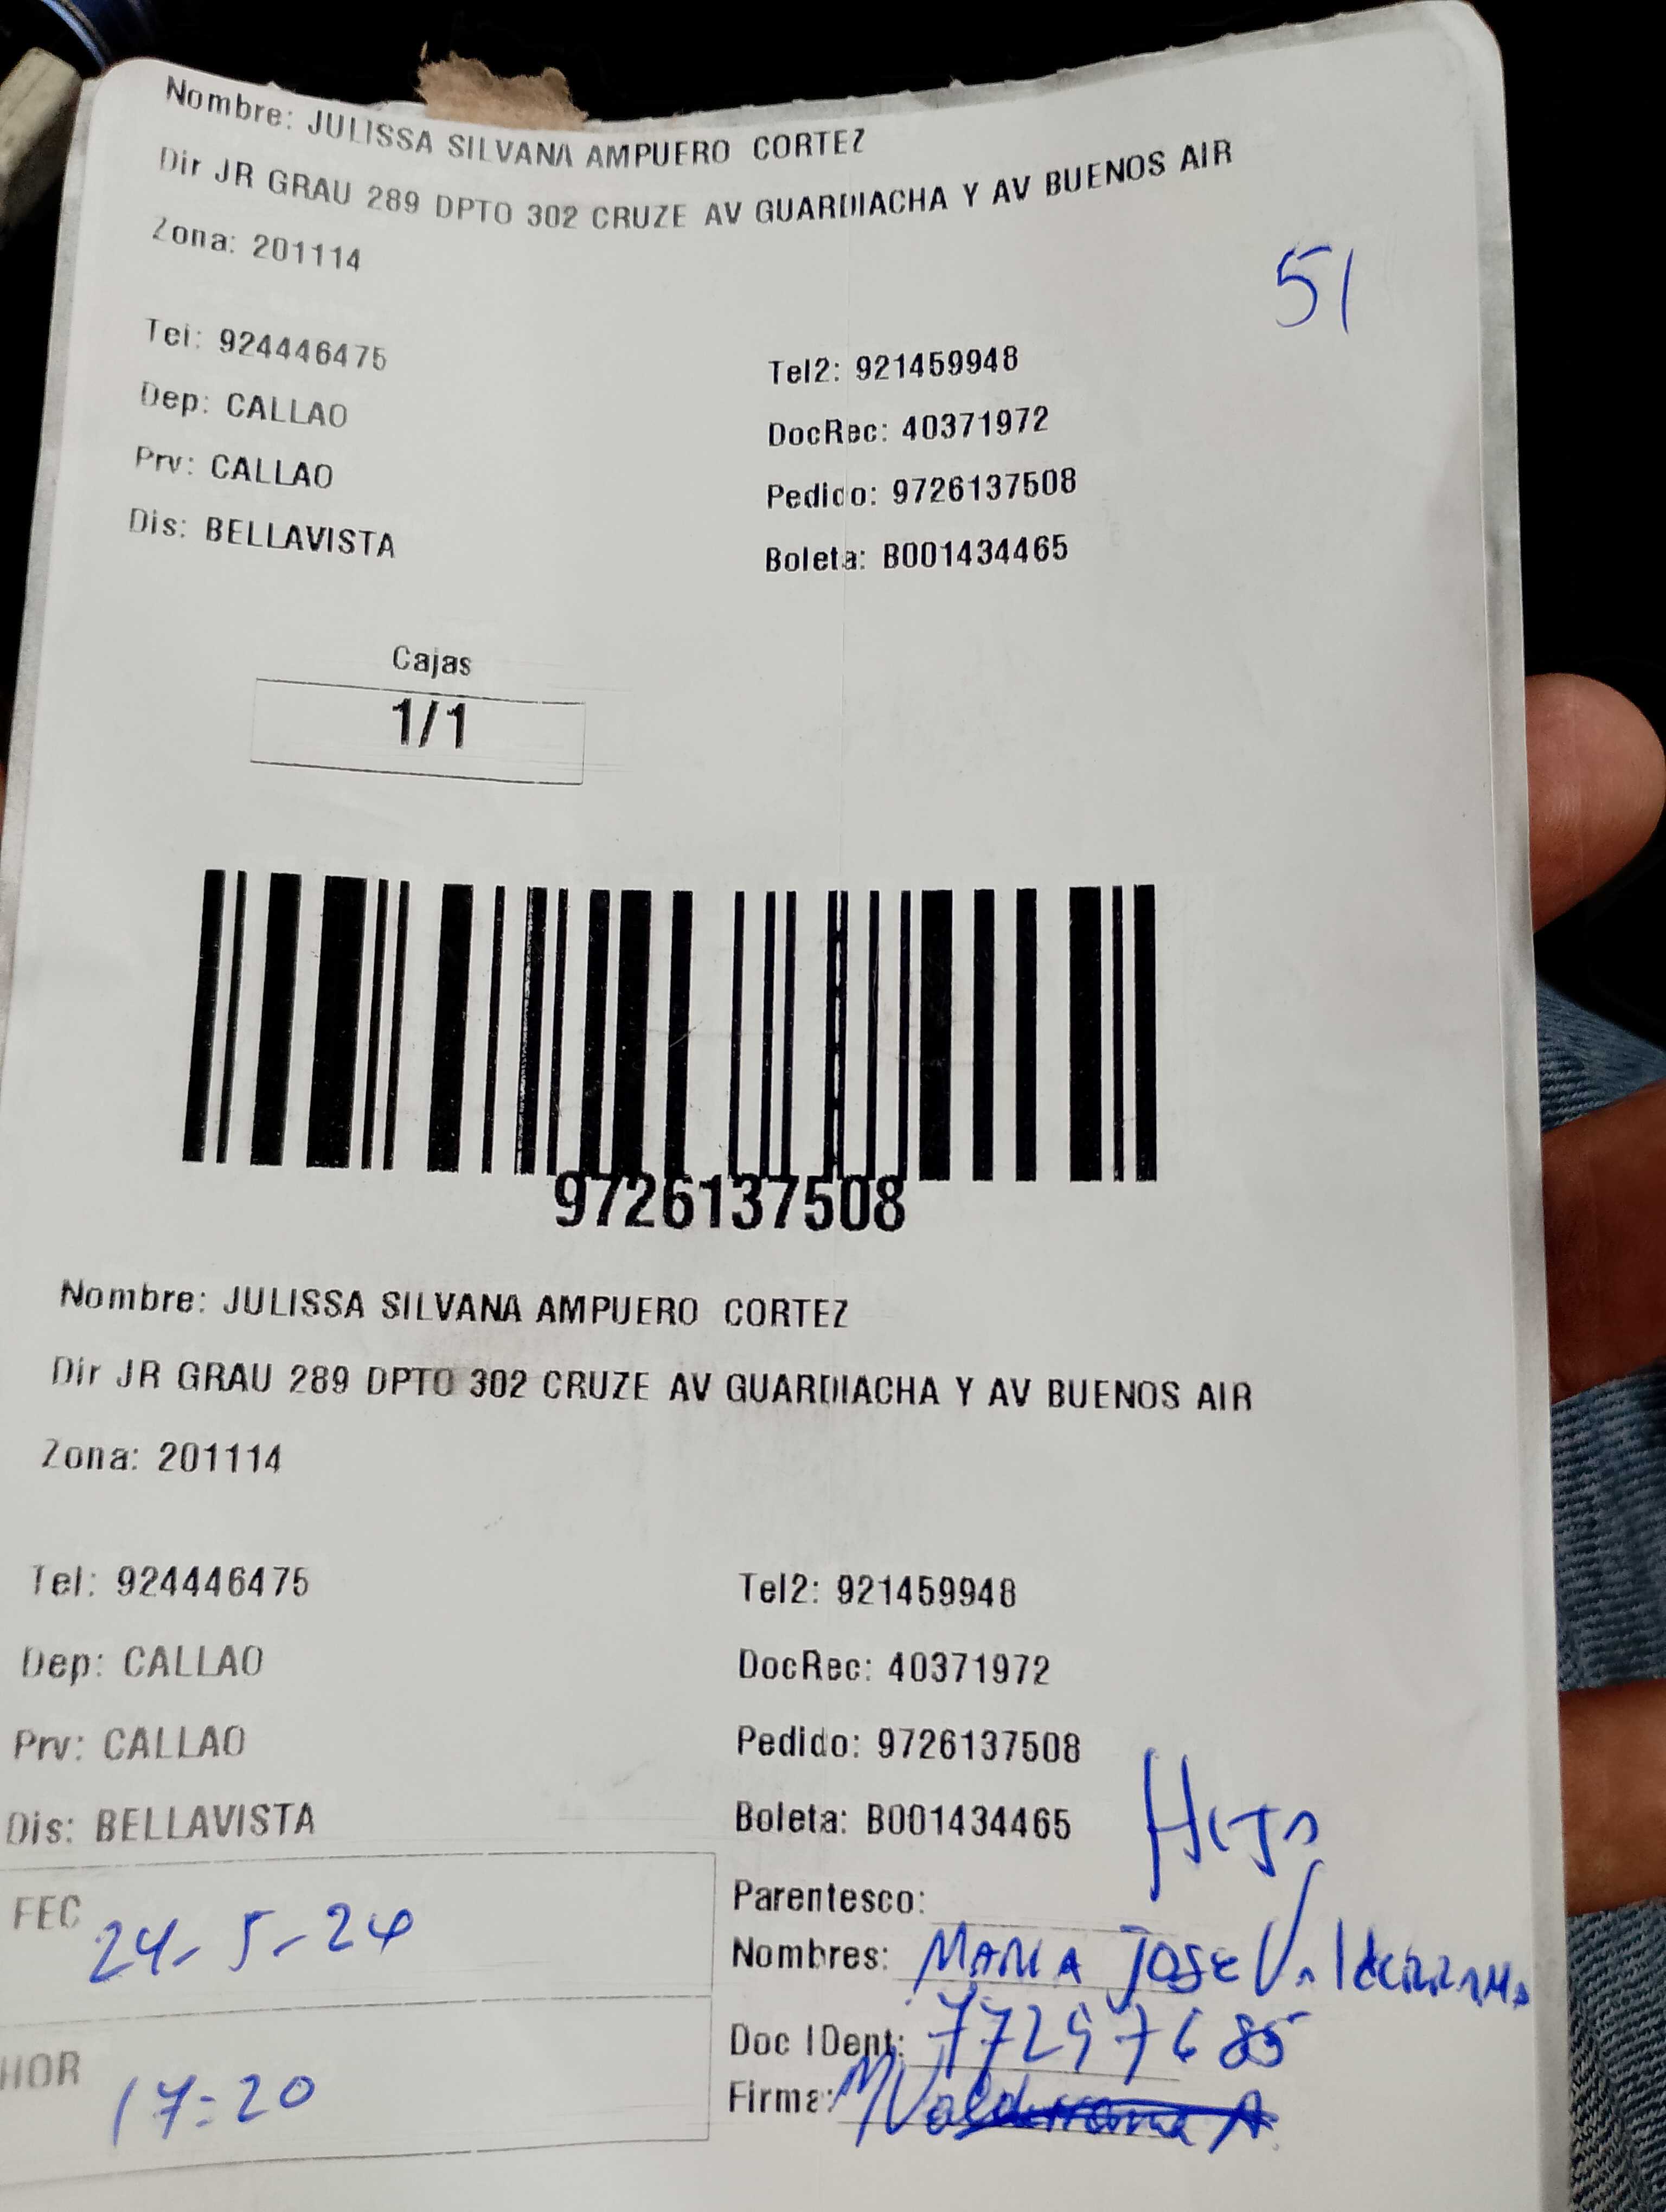 Nombre: JULISSA SILVANA AMPUERO CORTEZ
Dir JR GRAU 289 DPTO 302 CRUZE AV GUARDIACHA Y AV BUENOS AIR
Zona: 201114
51
Tel: 924446475 Tel2: 921459948
Dep: CALLAO DocRec: 40371972
Prv: CALLAO Pedido: 9726137508
Dis: BELLAVISTA Boleta: B001434465
Cajas
1/1
9726137508
Nombre: JULISSA SILVANA AMPUERO CORTEZ
Dir JR GRAU 289 DPTO 302 CRUZE AV GUARDIACHA Y AV BUENOS AIR
Zona: 201114
Tel: 924446475 Tel2: 921459948
Dep: CALLAO DocRec: 40371972
Prv: CALLAO Pedido: 9726137508
Dis: BELLAVISTA Boleta: B001434465
FEC 24-5-24
HOR 17:20
Parentesco: HIJA
Nombres: MARIA JOSE Valderrama
Doc IDent: 77297685
Firma: MValderrama A.